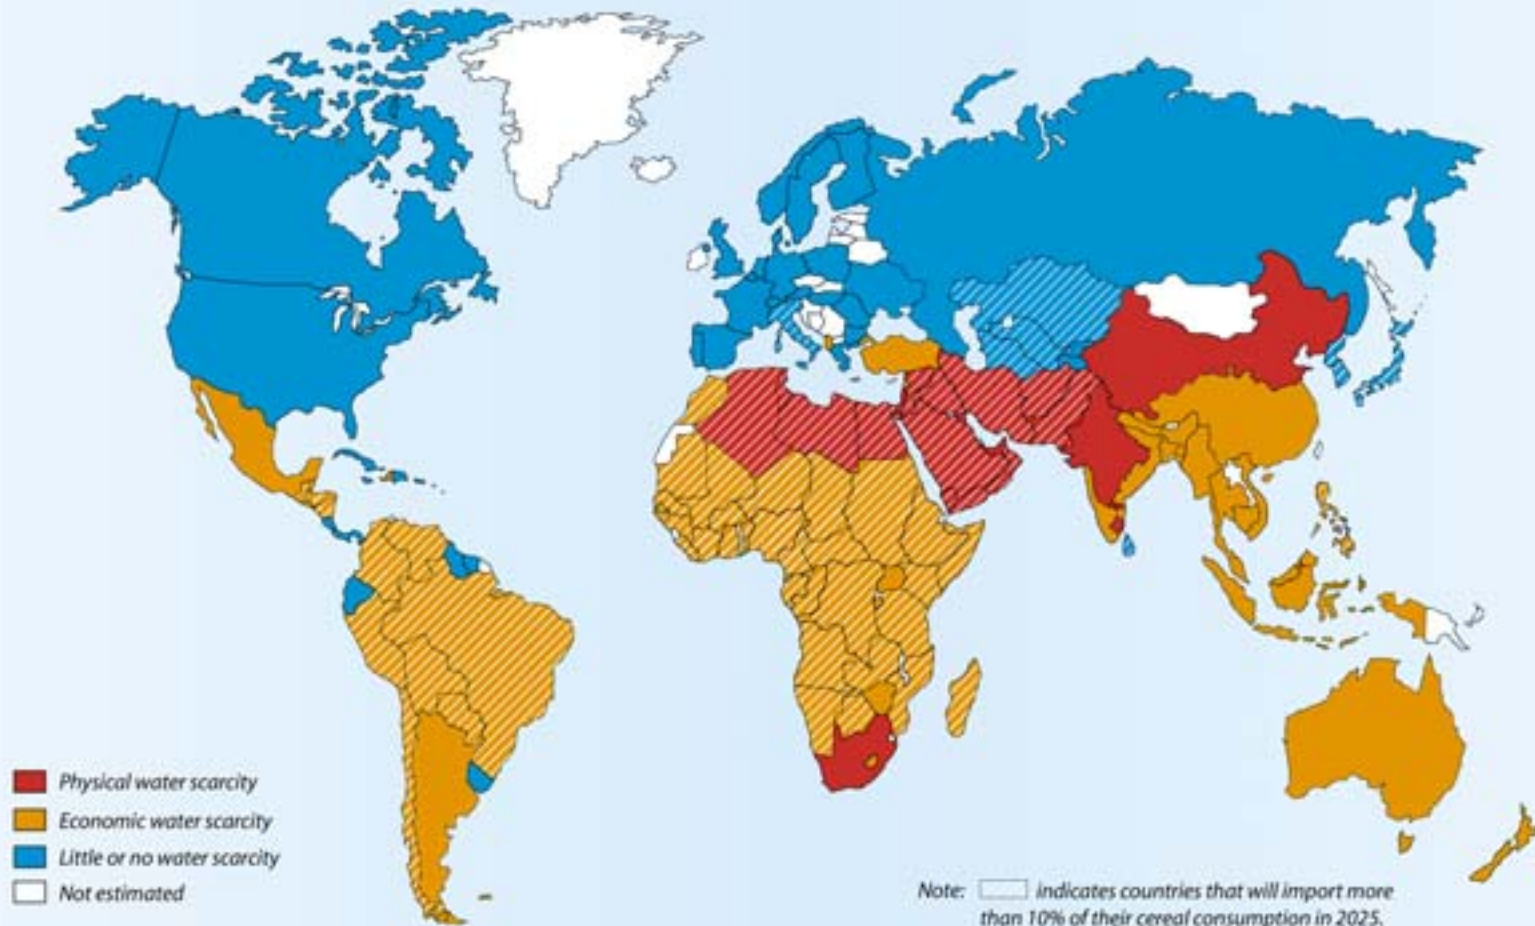 Physical water scarcity
Economic water scarcity
Little or no water scarcity
Not estimated
Note: indicates countries that will import more
than 10% of their cereal consumption in 2025.